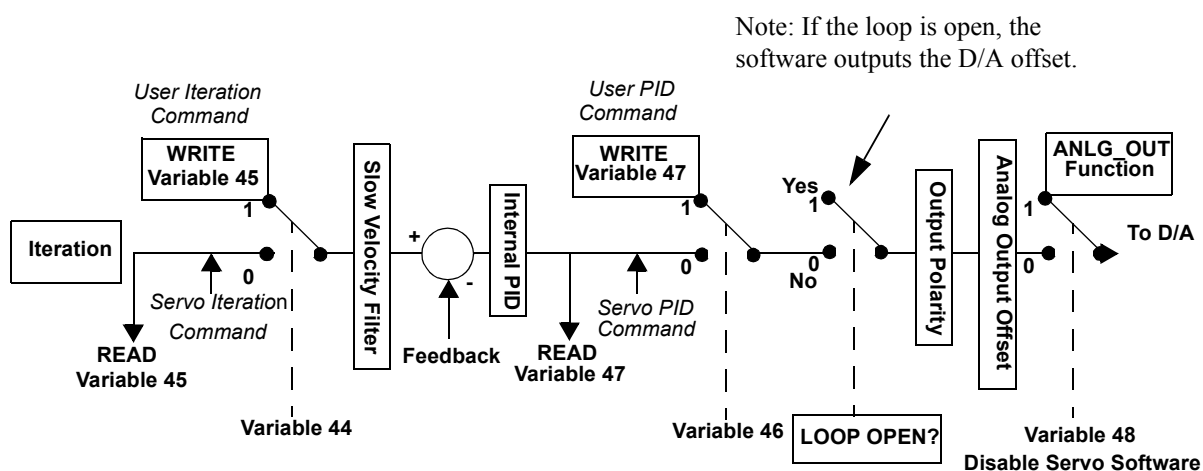 Note: If the loop is open, the
software outputs the D/A offset.
User Iteration
Command
WRITE
Variable 45
1
0
Iteration
Servo Iteration
Command
READ
Variable 45
Variable 44
Slow Velocity Filter
+
-
Feedback
Internal PID
User PID
Command
WRITE
Variable 47
1
0
Servo PID
Command
READ
Variable 47
Variable 46
Yes
1
0
No
LOOP OPEN?
Output Polarity
Analog Output Offset
ANLG_OUT
Function
1
0
To D/A
Variable 48
Disable Servo Software